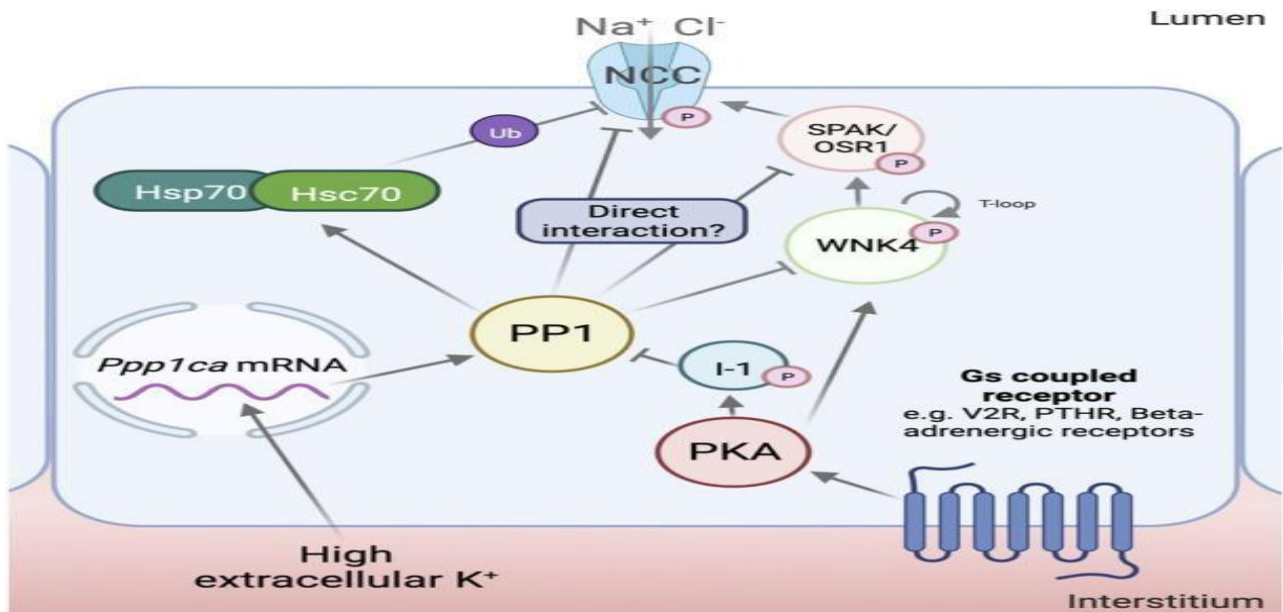 Lumen
Na⁺ Cl⁻
NCC
P
Ub
SPAK/
OSR1
P
Hsp70
Hsc70
Direct
interaction?
T-loop
P
WNK4
PP1
Ppp1ca mRNA
I-1
P
PKA
Gs coupled
receptor
e.g. V2R, PTHR, Beta-
adrenergic receptors
High
extracellular K⁺
Interstitium